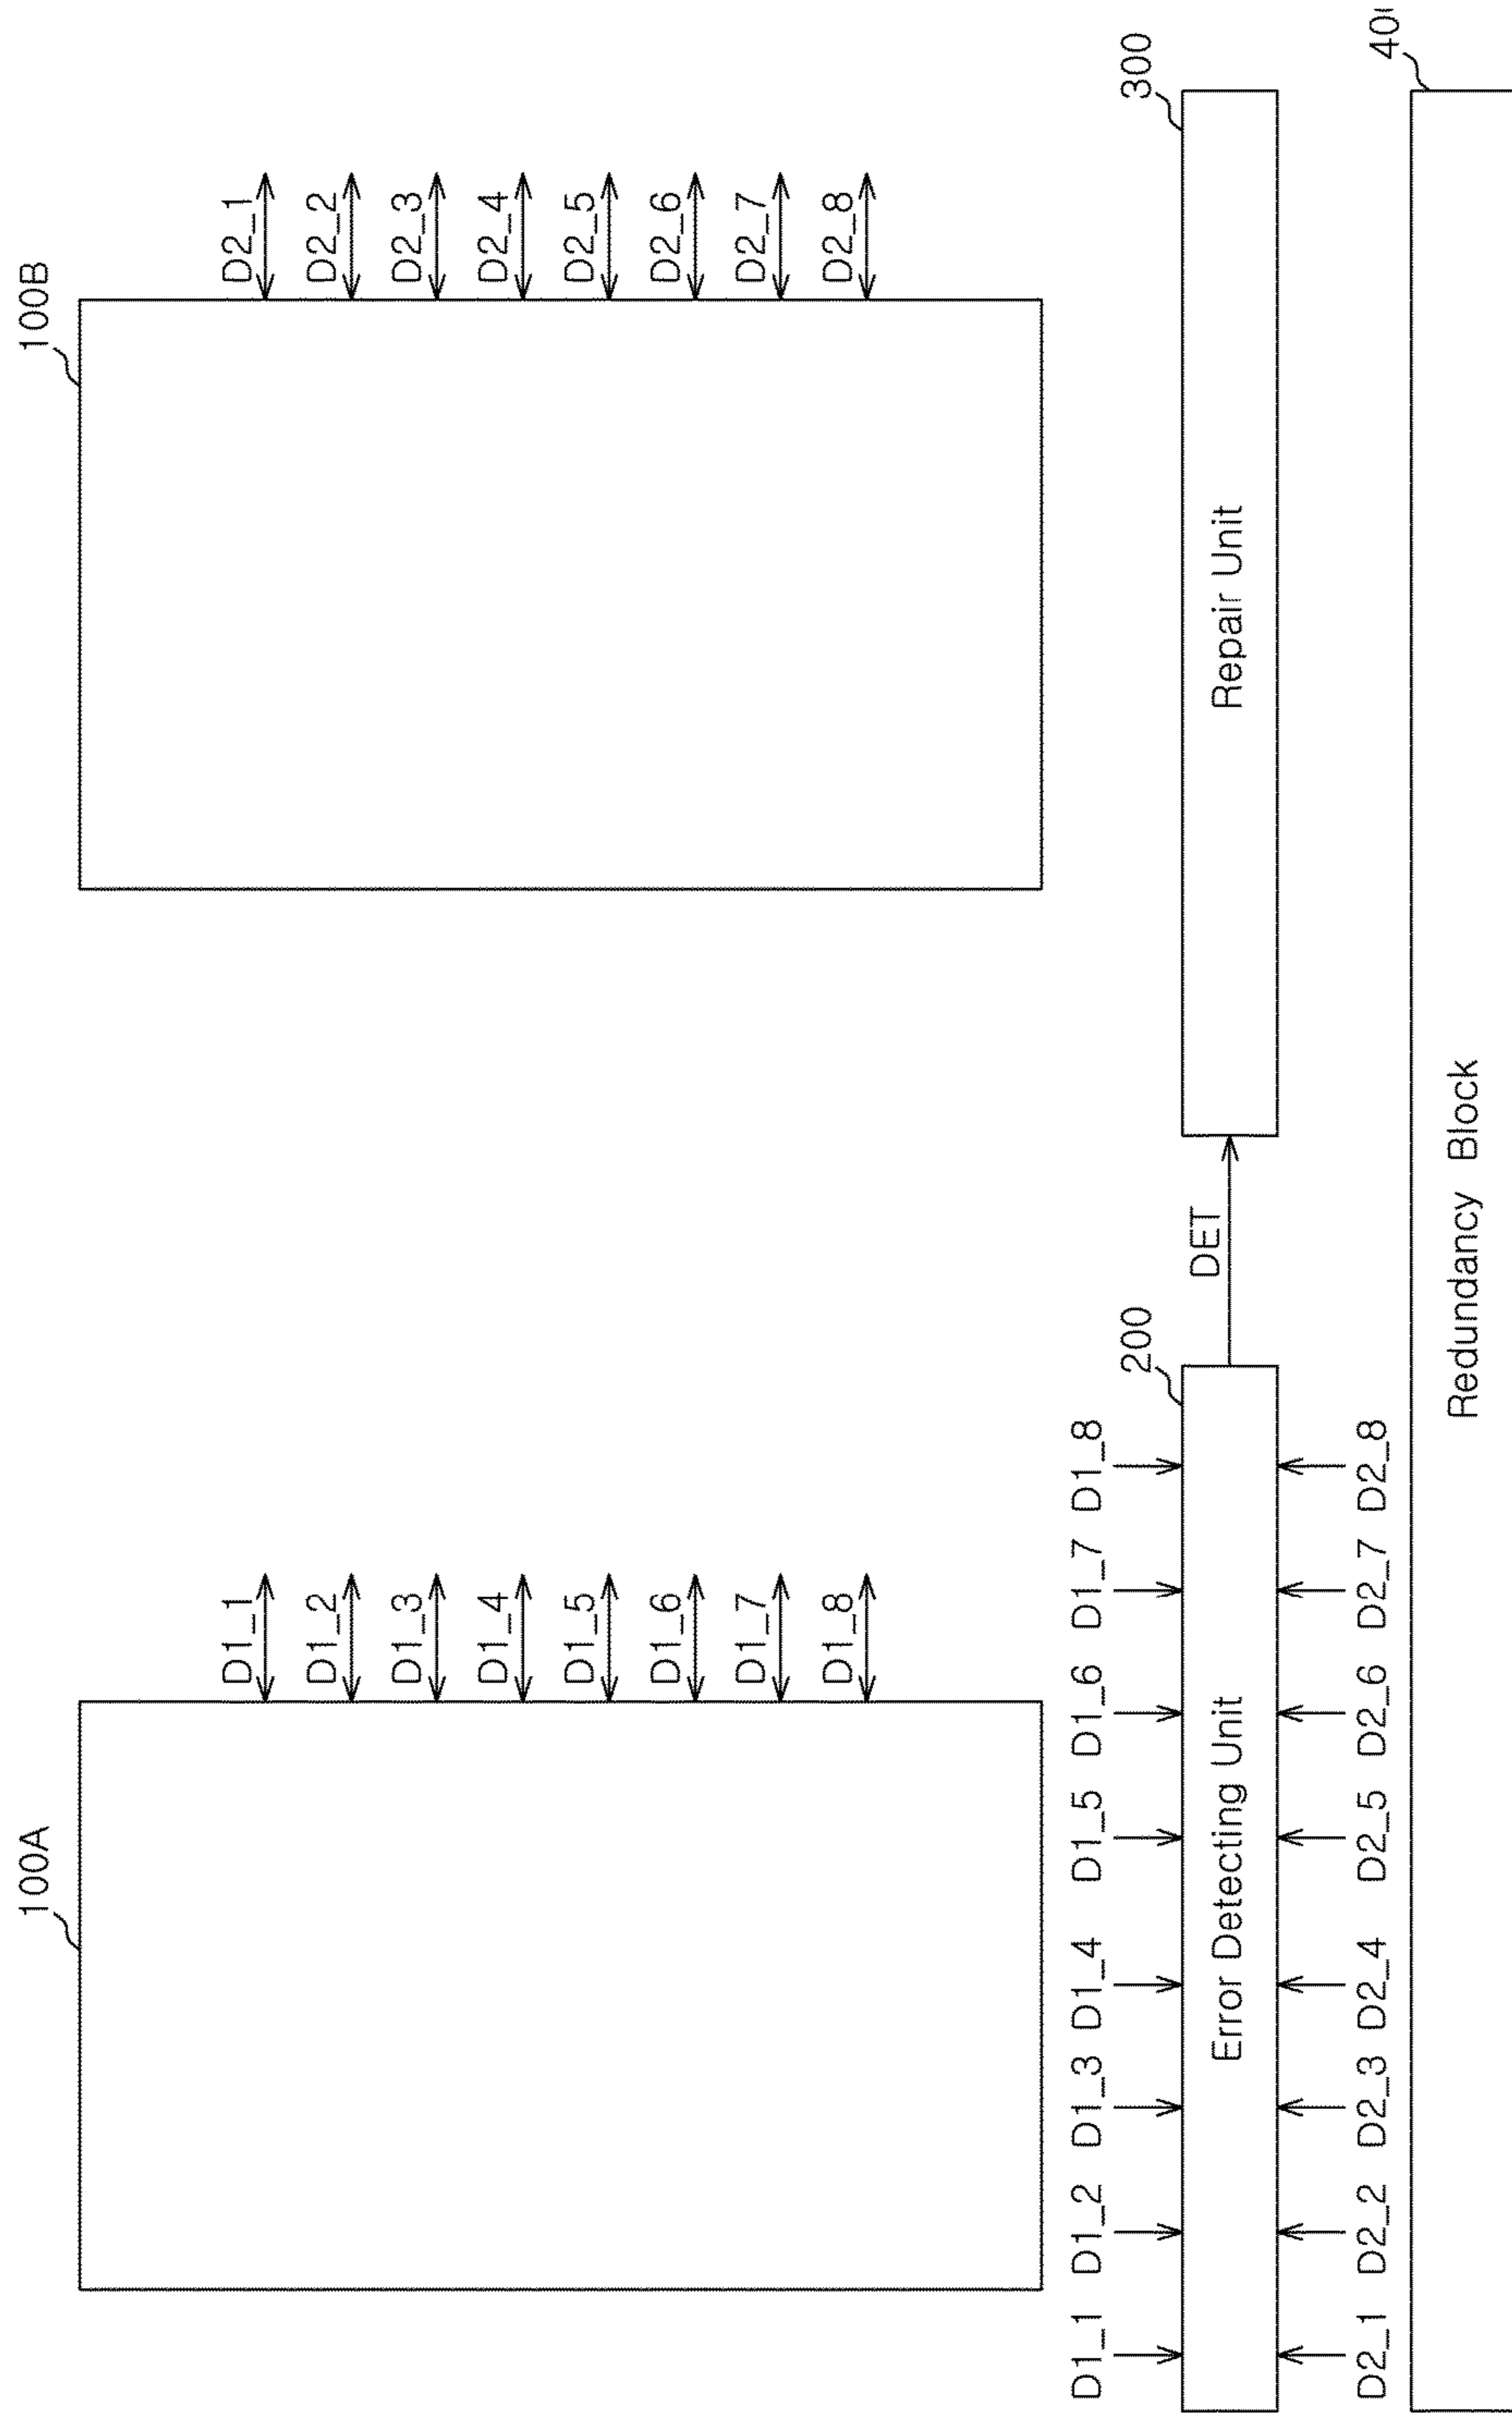 100A
100B
D1_1
D1_2
D1_3
D1_4
D1_5
D1_6
D1_7
D1_8
D2_1
D2_2
D2_3
D2_4
D2_5
D2_6
D2_7
D2_8
D1_1 D1_2 D1_3 D1_4 D1_5 D1_6 D1_7 D1_8
200
300
Error Detecting Unit
DET
Repair Unit
D2_1 D2_2 D2_3 D2_4 D2_5 D2_6 D2_7 D2_8
Redundancy Block